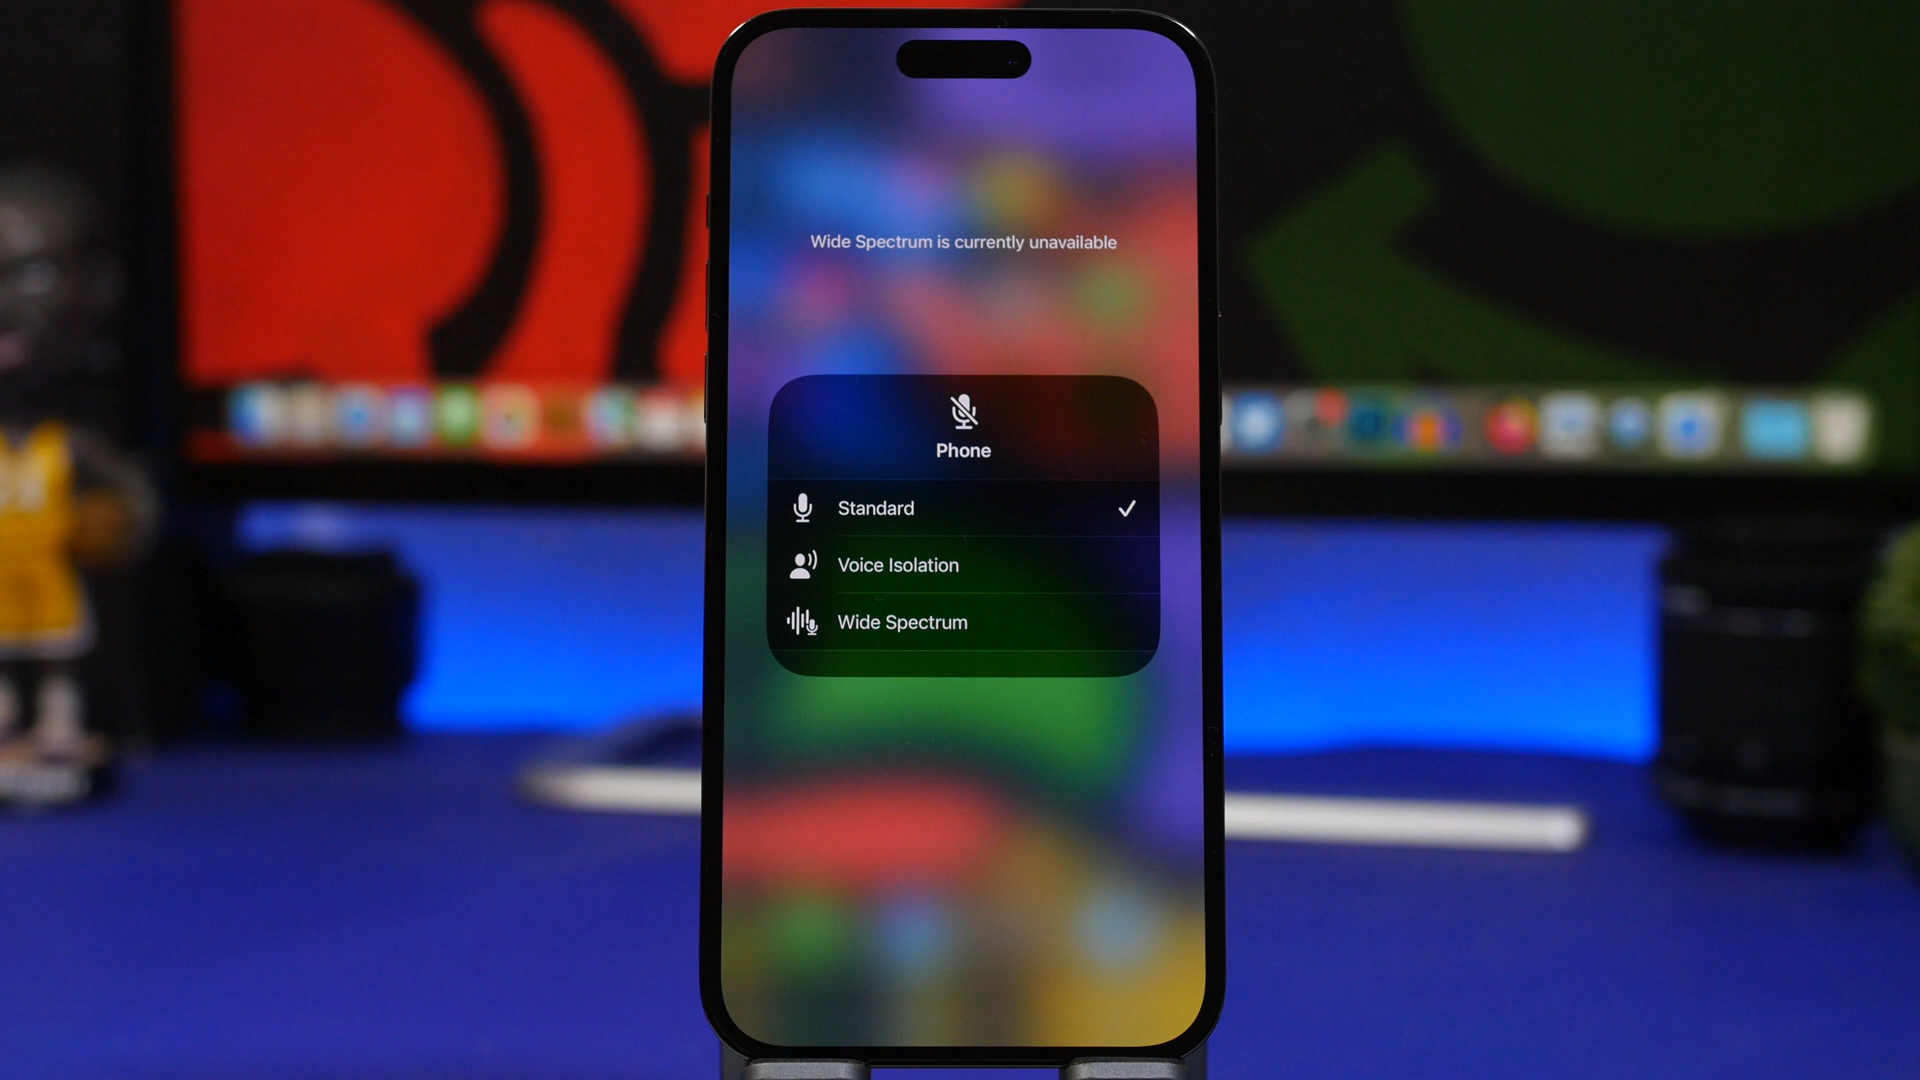 Wide Spectrum is currently unavailable
Phone
Standard
Voice Isolation
Wide Spectrum